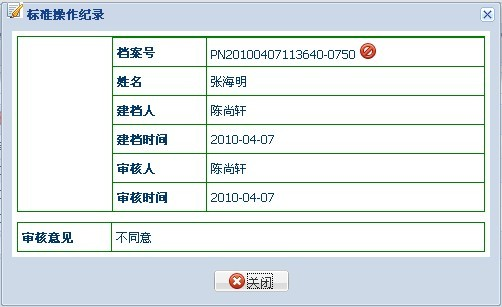 标准操作纪录
档案号 PN20100407113640-0750
姓名 张海明
建档人 陈尚轩
建档时间 2010-04-07
审核人 陈尚轩
审核时间 2010-04-07
审核意见 不同意
关闭